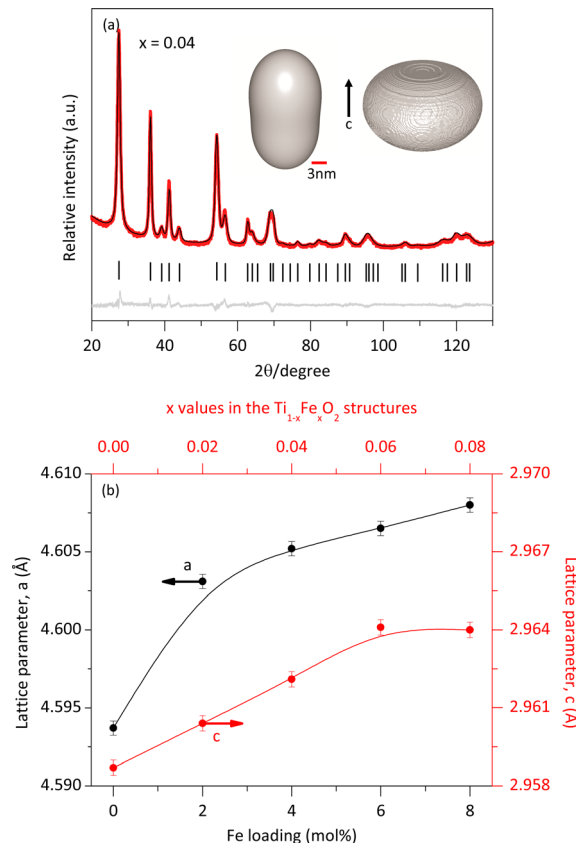 (a)
x = 0.04
c
3nm
Relative intensity (a.u.)
20 40 60 80 100 120
2θ/degree
x values in the Ti₁₋ₓFeₓO₂ structures
0.00 0.02 0.04 0.06 0.08
(b)
4.610
4.605
4.600
4.595
4.590
Lattice parameter, a (Å)
a
c
2.970
2.967
2.964
2.961
2.958
Lattice parameter, c (Å)
0 2 4 6 8
Fe loading (mol%)